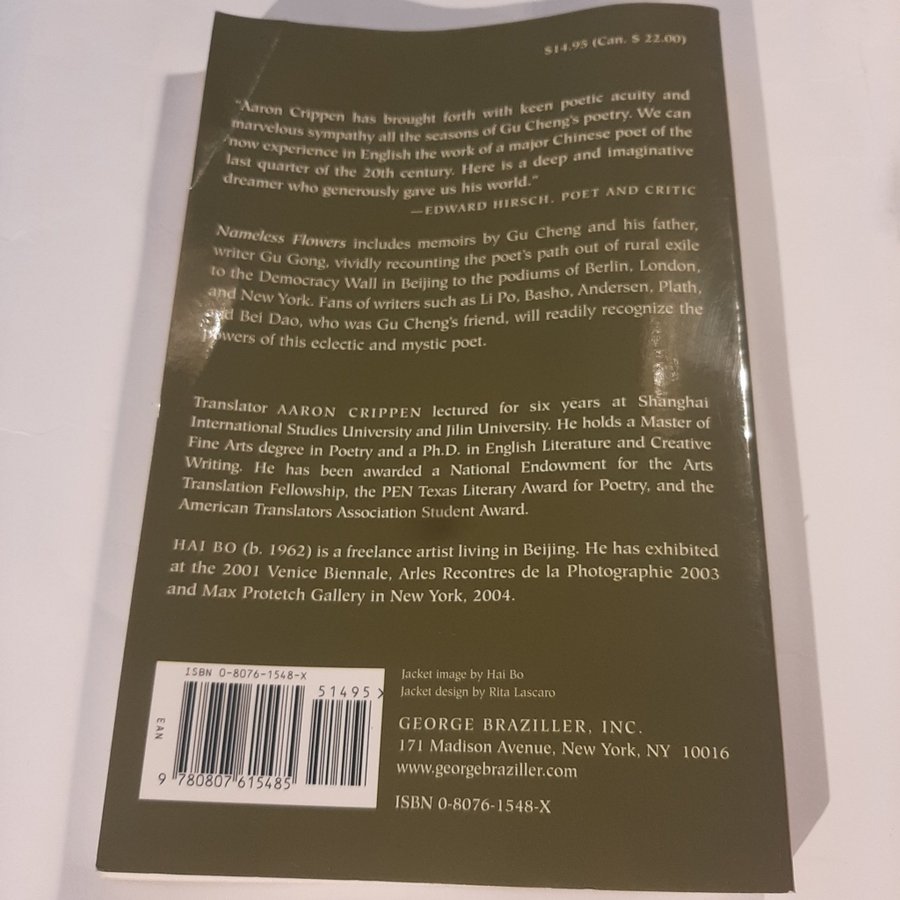 $14.95 (Can. $ 22.00)
"Aaron Crippen has brought forth with keen poetic acuity and
marvelous sympathy all the seasons of Gu Cheng's poetry. We can
now experience in English the work of a major Chinese poet of the
last quarter of the 20th century. Here is a deep and imaginative
dreamer who generously gave us his world."
—EDWARD HIRSCH, POET AND CRITIC
Nameless Flowers includes memoirs by Gu Cheng and his father,
writer Gu Gong, vividly recounting the poet's path out of rural exile
to the Democracy Wall in Beijing to the podiums of Berlin, London,
and New York. Fans of writers such as Li Po, Basho, Andersen, Plath,
and Bei Dao, who was Gu Cheng's friend, will readily recognize the
powers of this eclectic and mystic poet.
Translator AARON CRIPPEN lectured for six years at Shanghai
International Studies University and Jilin University. He holds a Master of
Fine Arts degree in Poetry and a Ph.D. in English Literature and Creative
Writing. He has been awarded a National Endowment for the Arts
Translation Fellowship, the PEN Texas Literary Award for Poetry, and the
American Translators Association Student Award.
HAI BO (b. 1962) is a freelance artist living in Beijing. He has exhibited
at the 2001 Venice Biennale, Arles Recontres de la Photographie 2003
and Max Protetch Gallery in New York, 2004.
ISBN 0-8076-1548-X
51495
EAN
9 780807 615485
Jacket image by Hai Bo
Jacket design by Rita Lascaro
GEORGE BRAZILLER, INC.
171 Madison Avenue, New York, NY 10016
www.georgebraziller.com
ISBN 0-8076-1548-X